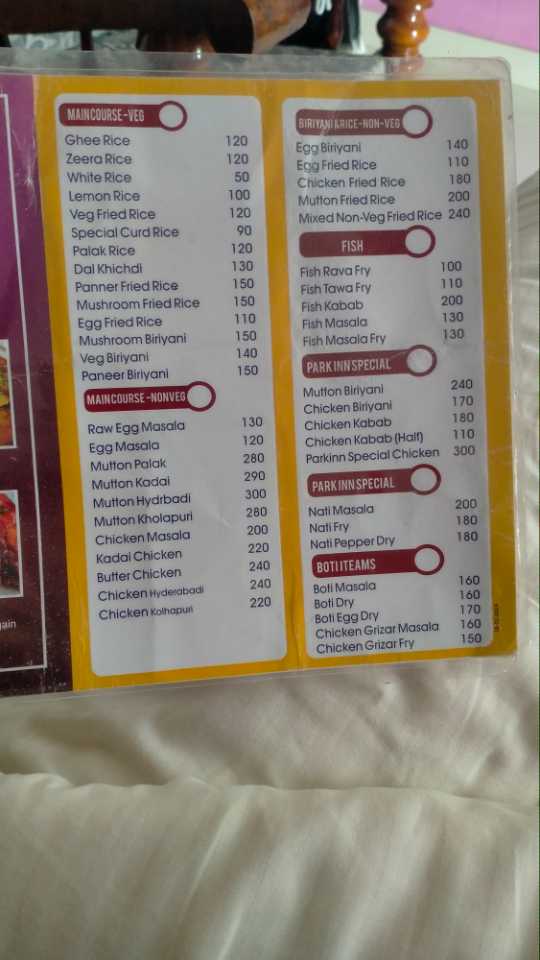 MAINCOURSE-VEG
Ghee Rice 120
Zeera Rice 120
White Rice 50
Lemon Rice 100
Veg Fried Rice 120
Special Curd Rice 90
Palak Rice 120
Dal Khichdi 130
Panner Fried Rice 150
Mushroom Fried Rice 150
Egg Fried Rice 110
Mushroom Biriyani 150
Veg Biriyani 140
Paneer Biriyani 150
MAINCOURSE-NONVEG
Raw Egg Masala 130
Egg Masala 120
Mutton Palak 280
Mutton Kadai 290
Mutton Hydrbadi 300
Mutton Kholapuri 280
Chicken Masala 200
Kadai Chicken 220
Butter Chicken 240
Chicken Hyderabadi 240
Chicken Kolhapuri 220
BIRIYANI & RICE-NON-VEG
Egg Biriyani 140
Egg Fried Rice 110
Chicken Fried Rice 180
Mutton Fried Rice 200
Mixed Non-Veg Fried Rice 240
FISH
Fish Rava Fry 100
Fish Tawa Fry 110
Fish Kabab 200
Fish Masala 130
Fish Masala Fry 130
PARK INN SPECIAL
Mutton Biriyani 240
Chicken Biriyani 170
Chicken Kabab 180
Chicken Kabab (Half) 110
Parkinn Special Chicken 300
PARK INN SPECIAL
Nati Masala 200
Nati Fry 180
Nati Pepper Dry 180
BOTI ITEAMS
Boti Masala 160
Boti Dry 160
Boti Egg Dry 170
Chicken Grizar Masala 160
Chicken Grizar Fry 150